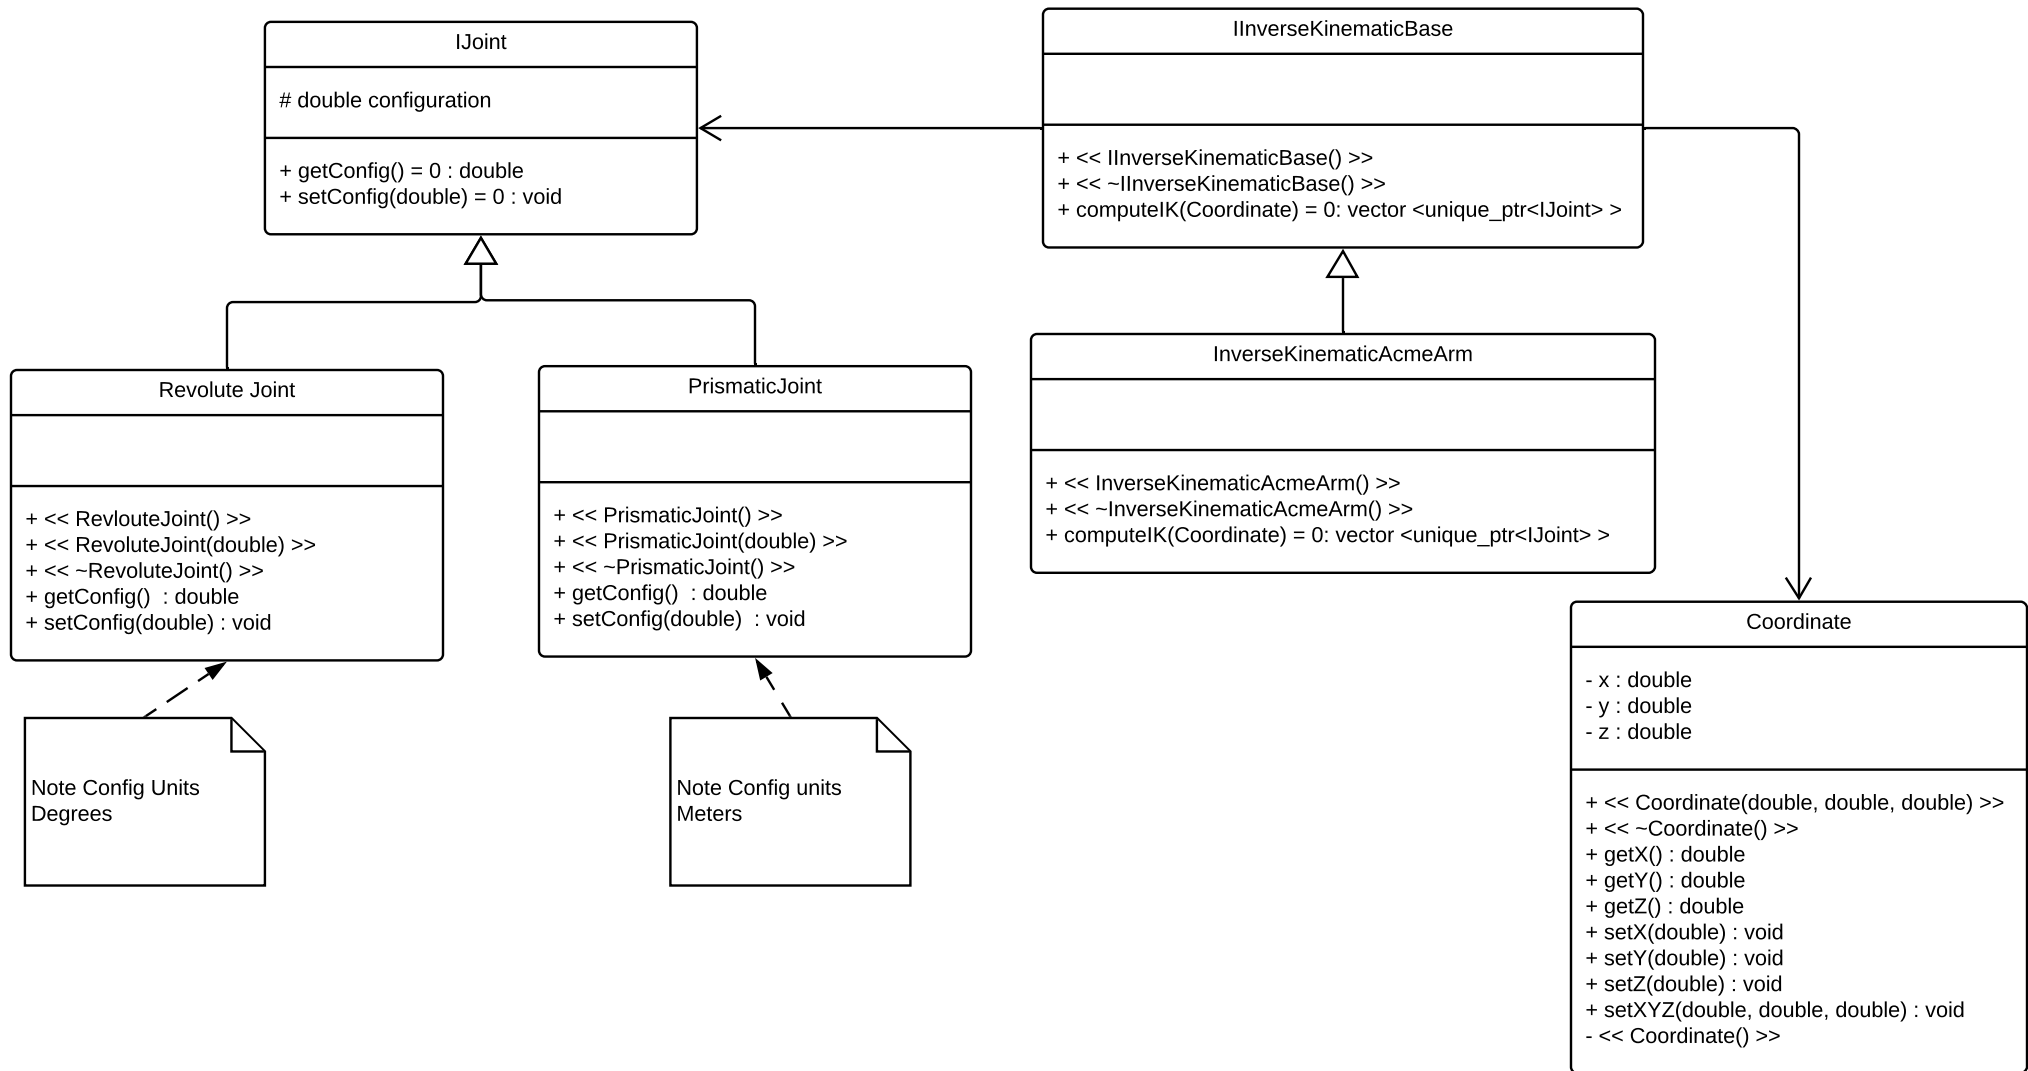 IJoint
# double configuration
+ getConfig() = 0 : double
+ setConfig(double) = 0 : void
IInverseKinematicBase
+ << IInverseKinematicBase() >>
+ << ~IInverseKinematicBase() >>
+ computeIK(Coordinate) = 0: vector <unique_ptr<IJoint> >
Revolute Joint
+ << RevlouteJoint() >>
+ << RevoluteJoint(double) >>
+ << ~RevoluteJoint() >>
+ getConfig()  : double
+ setConfig(double) : void
PrismaticJoint
+ << PrismaticJoint() >>
+ << PrismaticJoint(double) >>
+ << ~PrismaticJoint() >>
+ getConfig()  : double
+ setConfig(double)  : void
InverseKinematicAcmeArm
+ << InverseKinematicAcmeArm() >>
+ << ~InverseKinematicAcmeArm() >>
+ computeIK(Coordinate) = 0: vector <unique_ptr<IJoint> >
Note Config Units
Degrees
Note Config units
Meters
Coordinate
- x : double
- y : double
- z : double
+ << Coordinate(double, double, double) >>
+ << ~Coordinate() >>
+ getX() : double
+ getY() : double
+ getZ() : double
+ setX(double) : void
+ setY(double) : void
+ setZ(double) : void
+ setXYZ(double, double, double) : void
- << Coordinate() >>